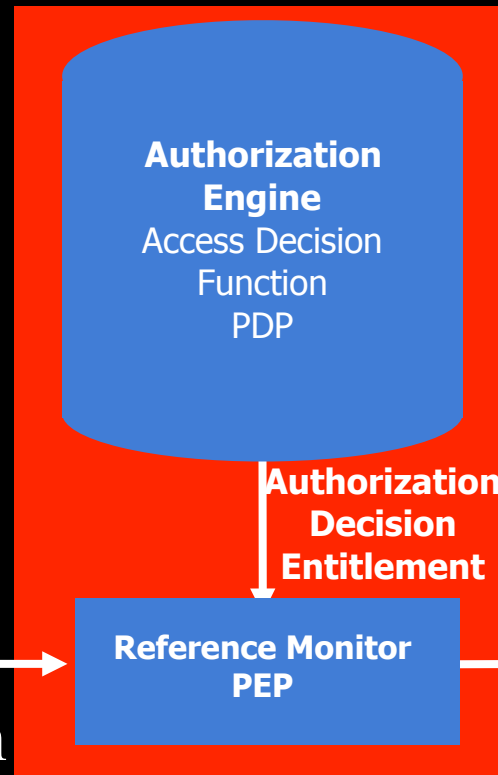 Authorization
Engine
Access Decision
Function
PDP
Authorization
Decision
Entitlement
Reference Monitor
PEP